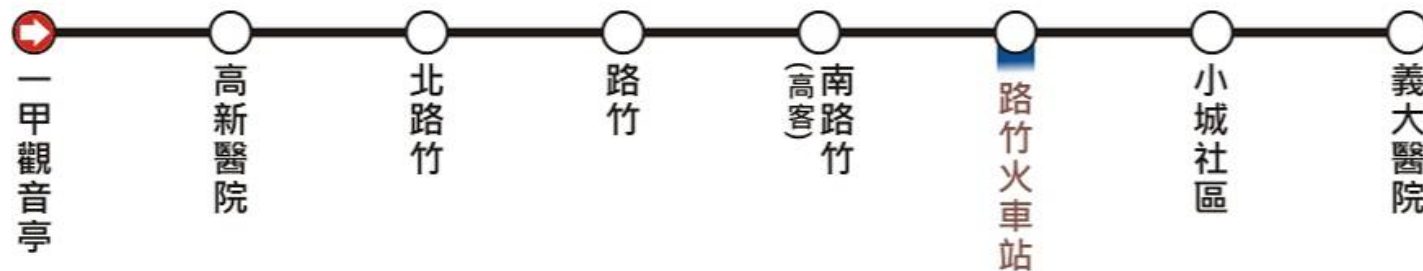 一甲觀音亭
高新醫院
北路竹
路竹
南路竹
(高客)
路竹火車站
小城社區
義大醫院